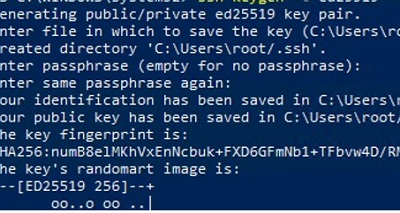 enerating public/private ed25519 key pair.
nter file in which to save the key (C:\Users\
reated directory 'C:\Users\root/.ssh'.
nter passphrase (empty for no passphrase):
nter same passphrase again:
our identification has been saved in C:\Users\r
our public key has been saved in C:\Users\root/
he key fingerprint is:
HA256:numB8elMKhVxEnNcbuk+FXD6GFmNb1+TFbvw4D/RM
he key's randomart image is:
--[ED25519 256]--+
oo..o oo ..|